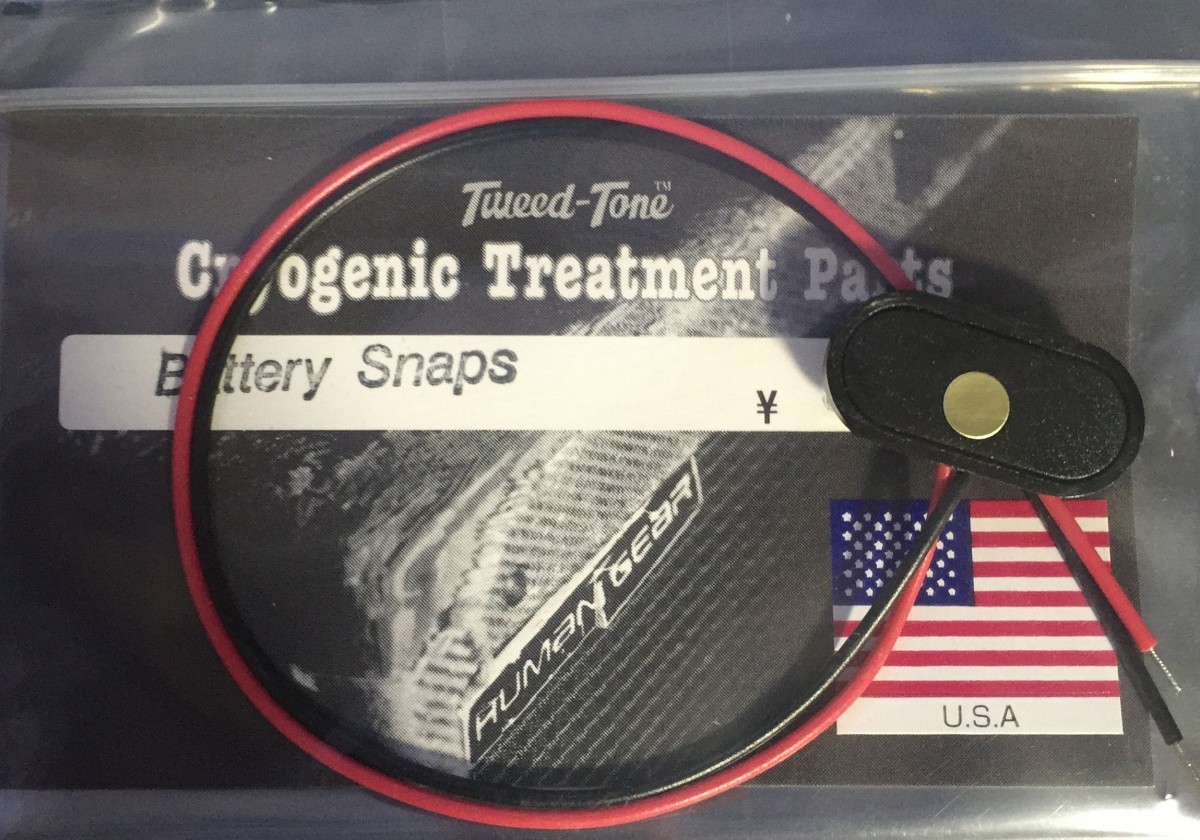 Tweed-Tone™
Cryogenic Treatment Parts
Battery Snaps
¥
HUMAN GEAR
U.S.A